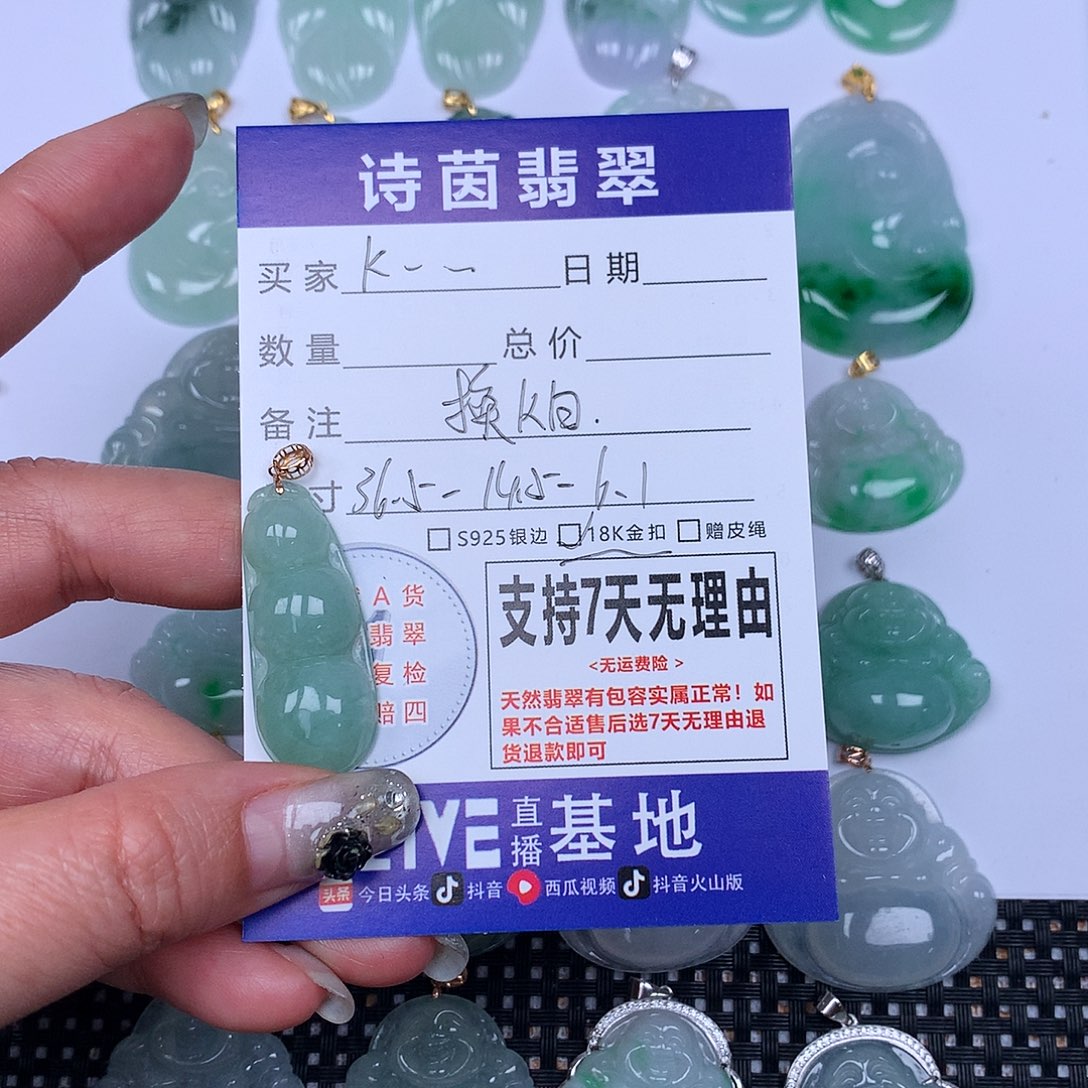 诗茵翡翠
买家 K-- 日期
数量 总价
备注 换K白.
寸 36.5-14.5-6.1
S925银边 18K金扣 赠皮绳
A货
翡翠
复检
赔四
支持7天无理由
<无运费险>
天然翡翠有包容实属正常！如
果不合适售后选7天无理由退
货退款即可
LIVE 直播 基地
头条 今日头条 抖音 西瓜视频 抖音火山版